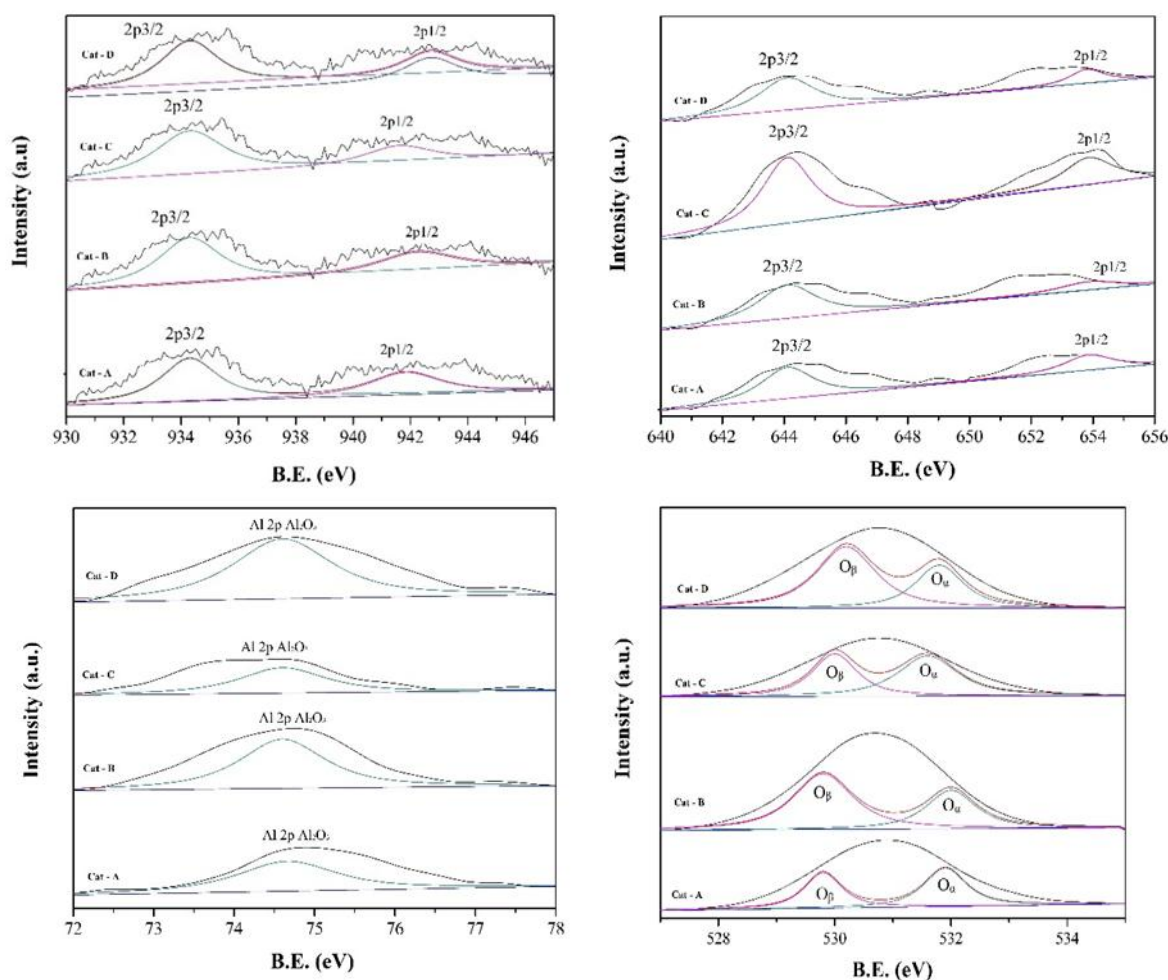 2p3/2
2p1/2
Cat - D
2p3/2
2p1/2
Cat - C
2p3/2
2p1/2
Cat - B
2p3/2
2p1/2
Cat - A
Intensity (a.u)
930 932 934 936 938 940 942 944 946
B.E. (eV)
2p3/2
2p1/2
Cat - D
2p3/2
2p1/2
Cat - C
2p3/2
2p1/2
Cat - B
2p3/2
2p1/2
Cat - A
Intensity (a.u.)
640 642 644 646 648 650 652 654 656
B.E. (eV)
Al 2p Al₂O₃
Cat - D
Al 2p Al₂O₃
Cat - C
Al 2p Al₂O₃
Cat - B
Al 2p Al₂O₃
Cat - A
Intensity (a.u.)
72 73 74 75 76 77 78
B.E. (eV)
Oβ Oα
Cat - D
Oβ Oα
Cat - C
Oβ Oα
Cat - B
Oβ Oα
Cat - A
Intensity (a.u.)
528 530 532 534
B.E. (eV)